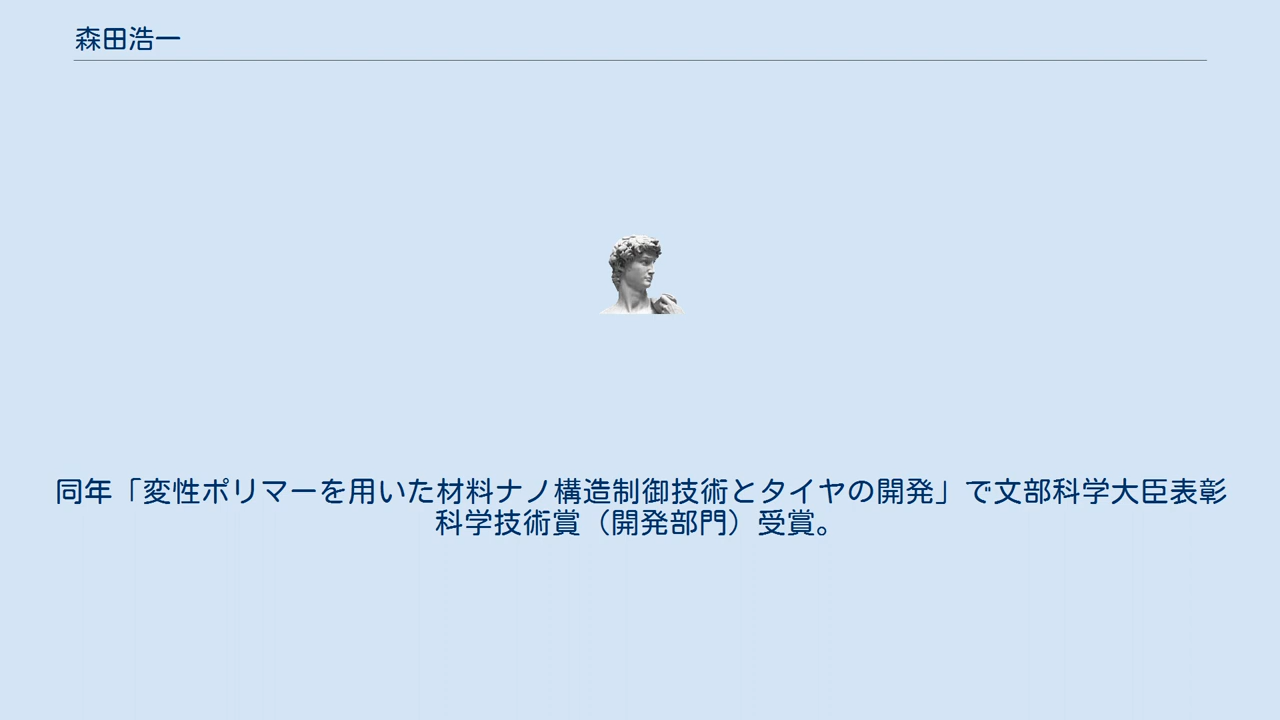 森田浩一
同年「変性ポリマーを用いた材料ナノ構造制御技術とタイヤの開発」で文部科学大臣表彰
科学技術賞（開発部門）受賞。